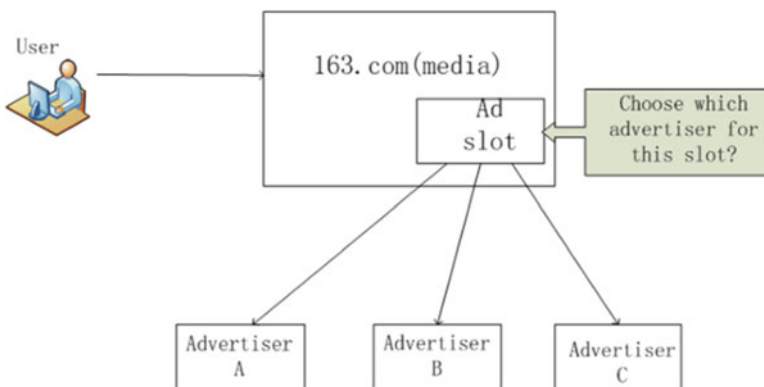 User
163.com(media)
Ad
slot
Choose which
advertiser for
this slot?
Advertiser
A
Advertiser
B
Advertiser
C